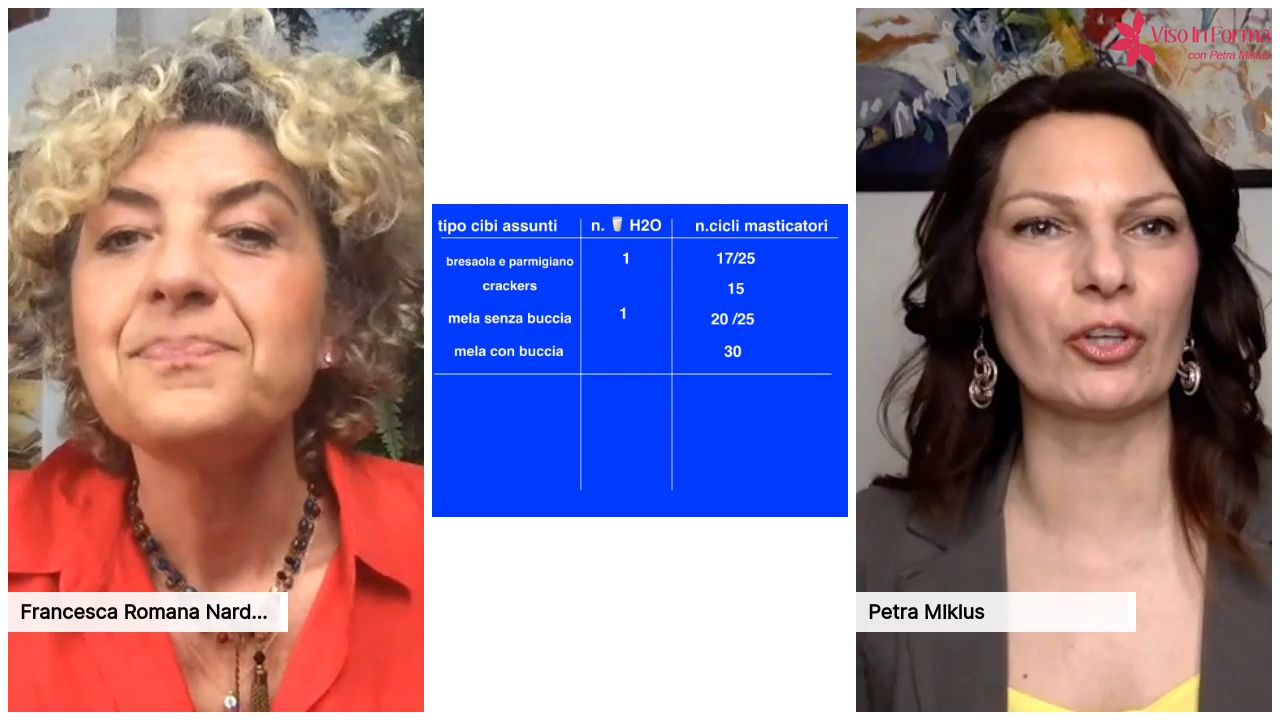 Viso In Forma
con Petra Miklus
tipo cibi assunti n. H2O n.cicli masticatori
bresaola e parmigiano 1 17/25
crackers 15
mela senza buccia 1 20 /25
mela con buccia 30
Francesca Romana Nard...
Petra MIklus